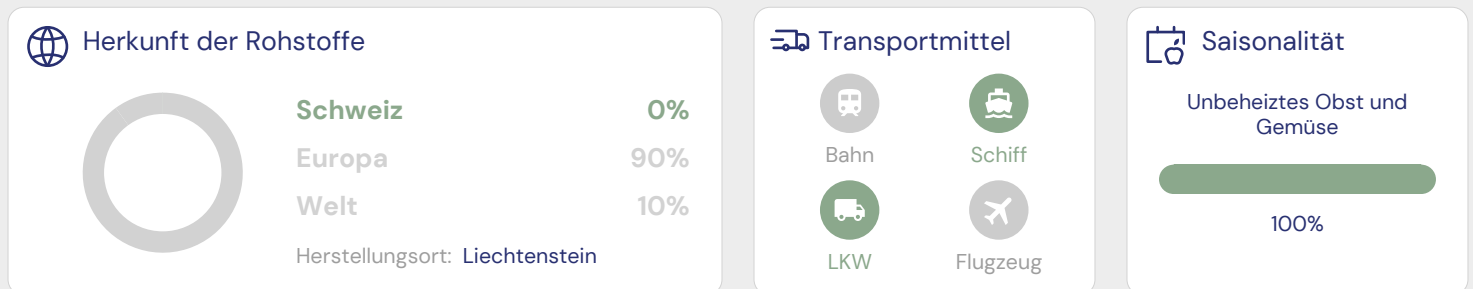 Herkunft der Rohstoffe
Schweiz 0%
Europa 90%
Welt 10%
Herstellungsort: Liechtenstein
Transportmittel
Bahn Schiff
LKW Flugzeug
Saisonalität
Unbeheiztes Obst und
Gemüse
100%